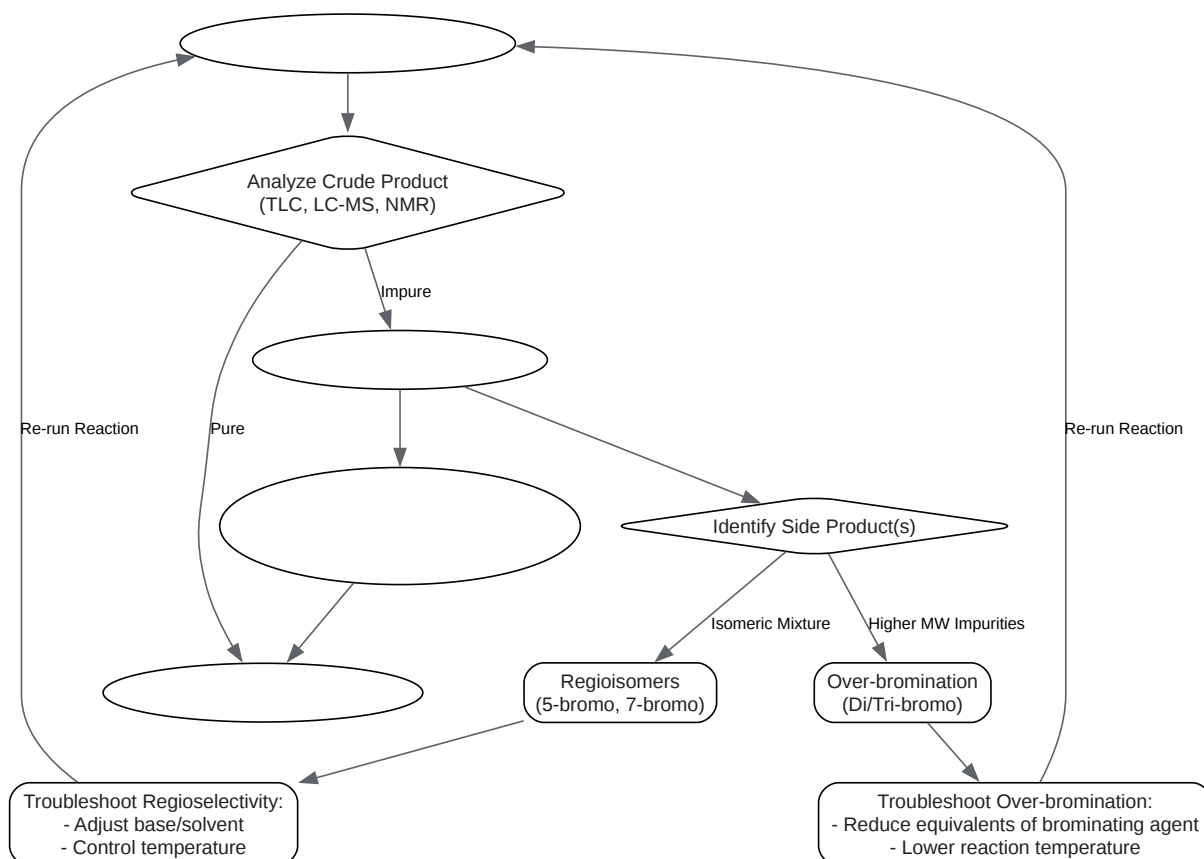 Analyze Crude Product
(TLC, LC-MS, NMR)
Impure
Re-run Reaction
Pure
Re-run Reaction
Identify Side Product(s)
Isomeric Mixture
Higher MW Impurities
Regioisomers
(5-bromo, 7-bromo)
Over-bromination
(Di/Tri-bromo)
Troubleshoot Regioselectivity:
- Adjust base/solvent
- Control temperature
Troubleshoot Over-bromination:
- Reduce equivalents of brominating agent
- Lower reaction temperature